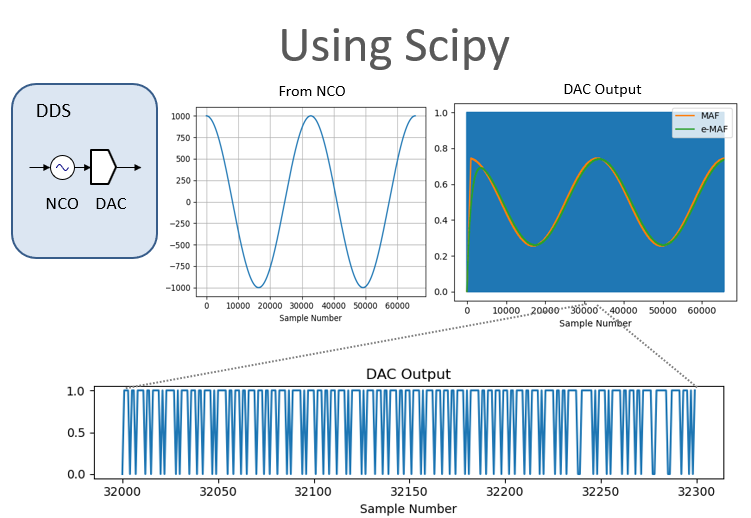 Using Scipy
DDS
NCO DAC
From NCO
1000
750
500
250
0
−250
−500
−750
−1000
0 10000 20000 30000 40000 50000 60000
Sample Number
DAC Output
MAF
e-MAF
1.0
0.8
0.6
0.4
0.2
0.0
0 10000 20000 30000 40000 50000 60000
Sample Number
DAC Output
1.0
0.5
0.0
32000 32050 32100 32150 32200 32250 32300
Sample Number